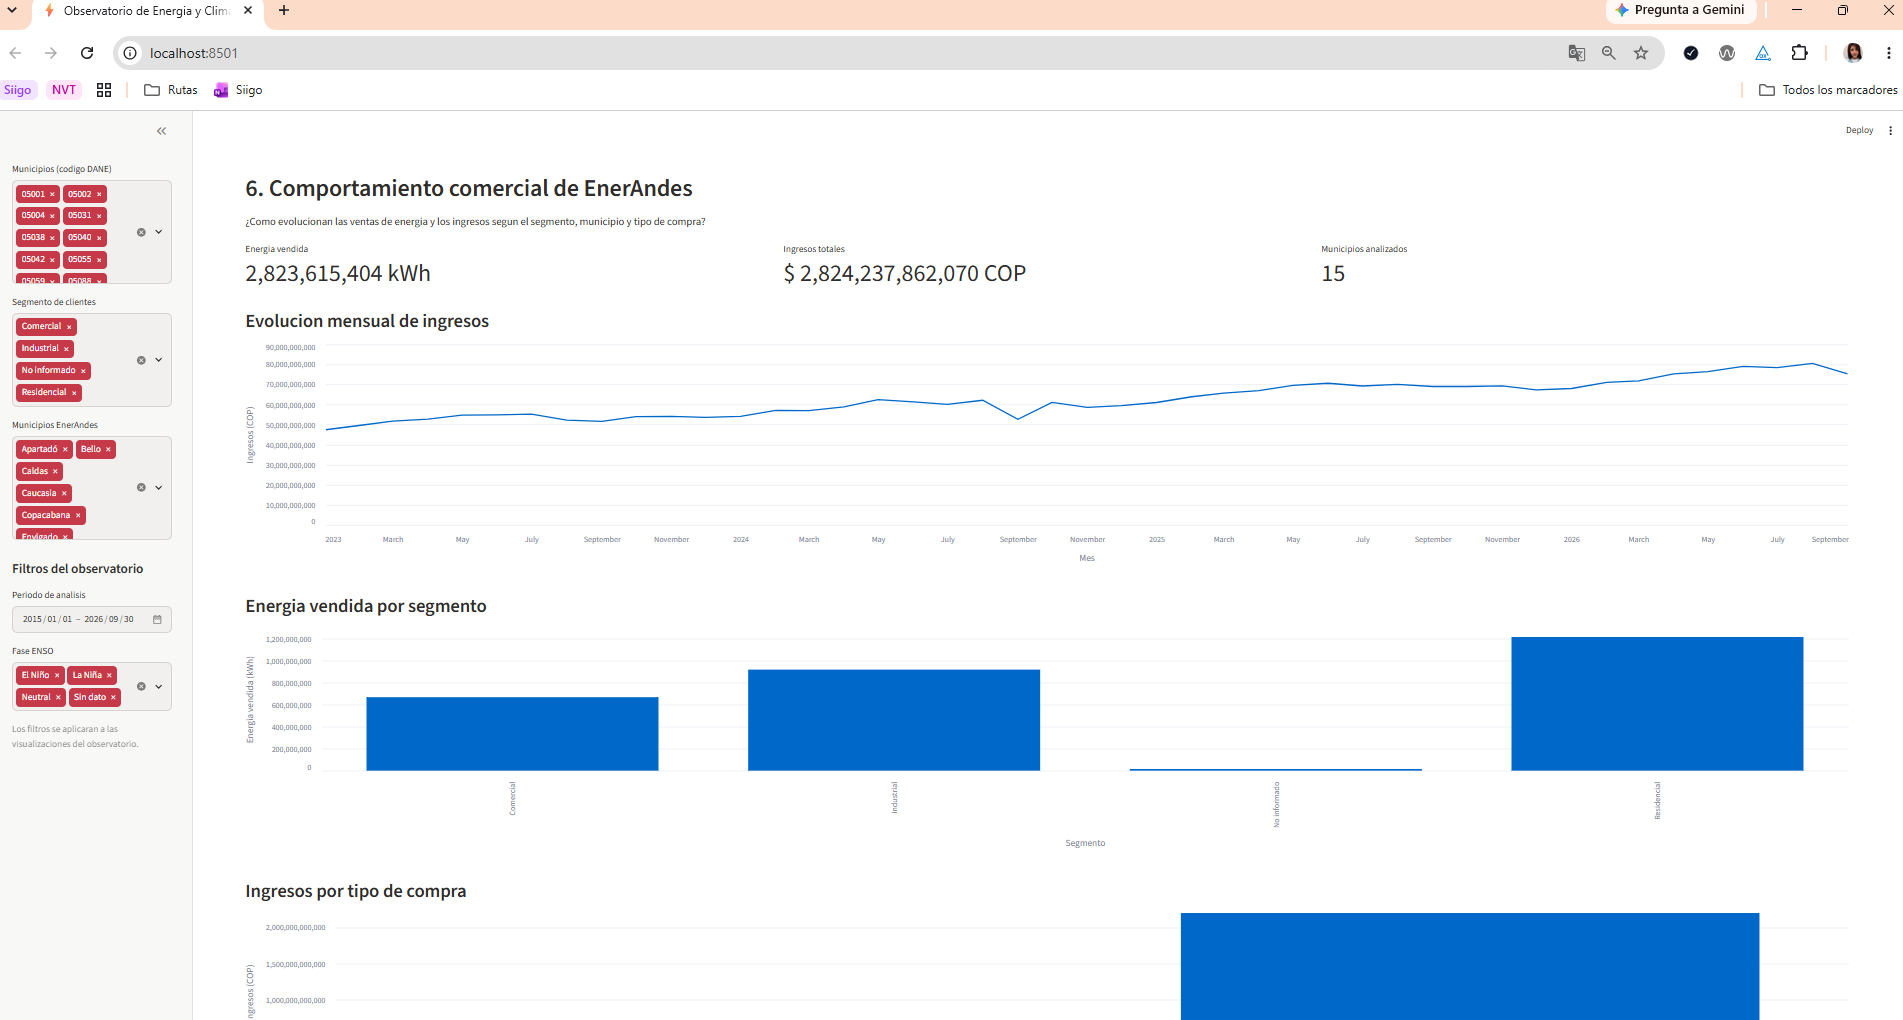 Observatorio de Energia y Clim
Pregunta a Gemini
localhost:8501
Siigo
NVT
Rutas
Siigo
Todos los marcadores
Deploy
Municipios (codigo DANE)
05001 × 05002 ×
05004 × 05031 ×
05038 × 05040 ×
05042 × 05055 ×
05059 × 05088 ×
Segmento de clientes
Comercial ×
Industrial ×
No informado ×
Residencial ×
Municipios EnerAndes
Apartadó × Bello ×
Caldas ×
Caucasia ×
Copacabana ×
Envigado ×
Filtros del observatorio
Periodo de analisis
2015/01/01 – 2026/09/30
Fase ENSO
El Niño × La Niña ×
Neutral × Sin dato ×
Los filtros se aplicaran a las
visualizaciones del observatorio.
6. Comportamiento comercial de EnerAndes
¿Como evolucionan las ventas de energia y los ingresos segun el segmento, municipio y tipo de compra?
Energia vendida
2,823,615,404 kWh
Ingresos totales
$ 2,824,237,862,070 COP
Municipios analizados
15
Evolucion mensual de ingresos
Ingresos (COP)
90,000,000,000
80,000,000,000
70,000,000,000
60,000,000,000
50,000,000,000
40,000,000,000
30,000,000,000
20,000,000,000
10,000,000,000
0
2023 March May July September November 2024 March May July September November 2025 March May July September November 2026 March May July September
Mes
Energia vendida por segmento
Energia vendida (kWh)
1,200,000,000
1,000,000,000
800,000,000
600,000,000
400,000,000
200,000,000
0
Comercial
Industrial
No informado
Residencial
Segmento
Ingresos por tipo de compra
ngresos (COP)
2,000,000,000,000
1,500,000,000,000
1,000,000,000,000